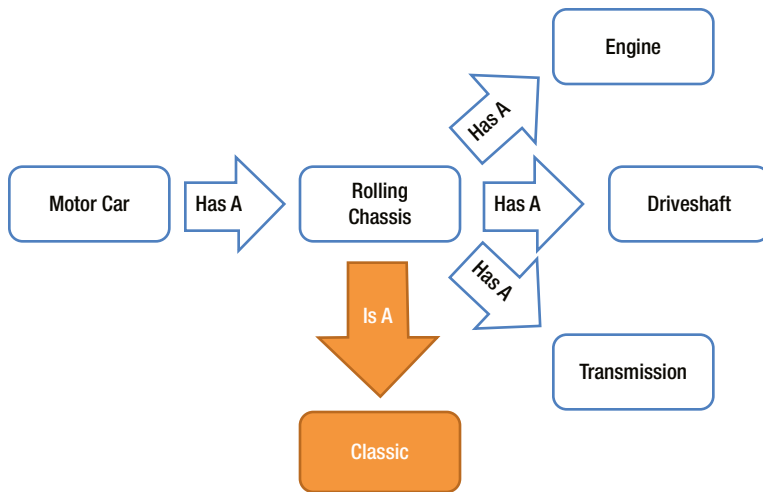 Engine
Has A
Motor Car
Has A
Rolling
Chassis
Has A
Driveshaft
Has A
Is A
Transmission
Classic